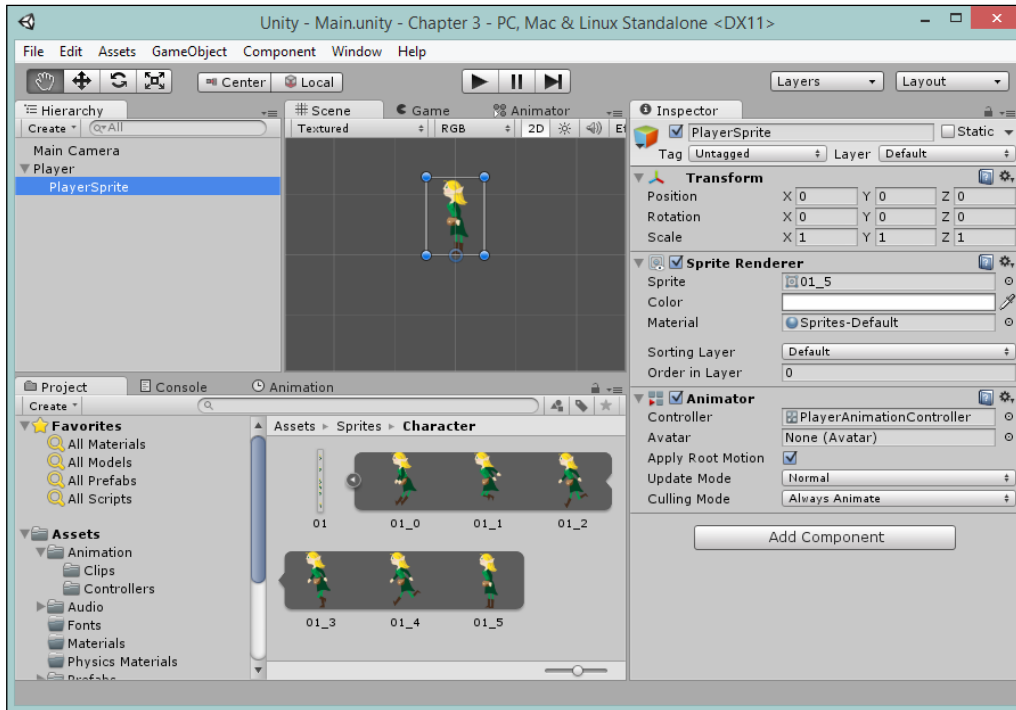 Unity - Main.unity - Chapter 3 - PC, Mac & Linux Standalone <DX11>
File Edit Assets GameObject Component Window Help
Center Local Layers Layout
Hierarchy
Create All
Main Camera
Player
PlayerSprite
Scene Game Animator
Textured RGB 2D Ef
Inspector
PlayerSprite Static
Tag Untagged Layer Default
Transform
Position X 0 Y 0 Z 0
Rotation X 0 Y 0 Z 0
Scale X 1 Y 1 Z 1
Sprite Renderer
Sprite 01_5
Color
Material Sprites-Default
Sorting Layer Default
Order in Layer 0
Animator
Controller PlayerAnimationController
Avatar None (Avatar)
Apply Root Motion
Update Mode Normal
Culling Mode Always Animate
Add Component
Project Console Animation
Create
Favorites
All Materials
All Models
All Prefabs
All Scripts
Assets
Animation
Clips
Controllers
Audio
Fonts
Materials
Physics Materials
Prefabs
Assets Sprites Character
01 01_0 01_1 01_2
01_3 01_4 01_5